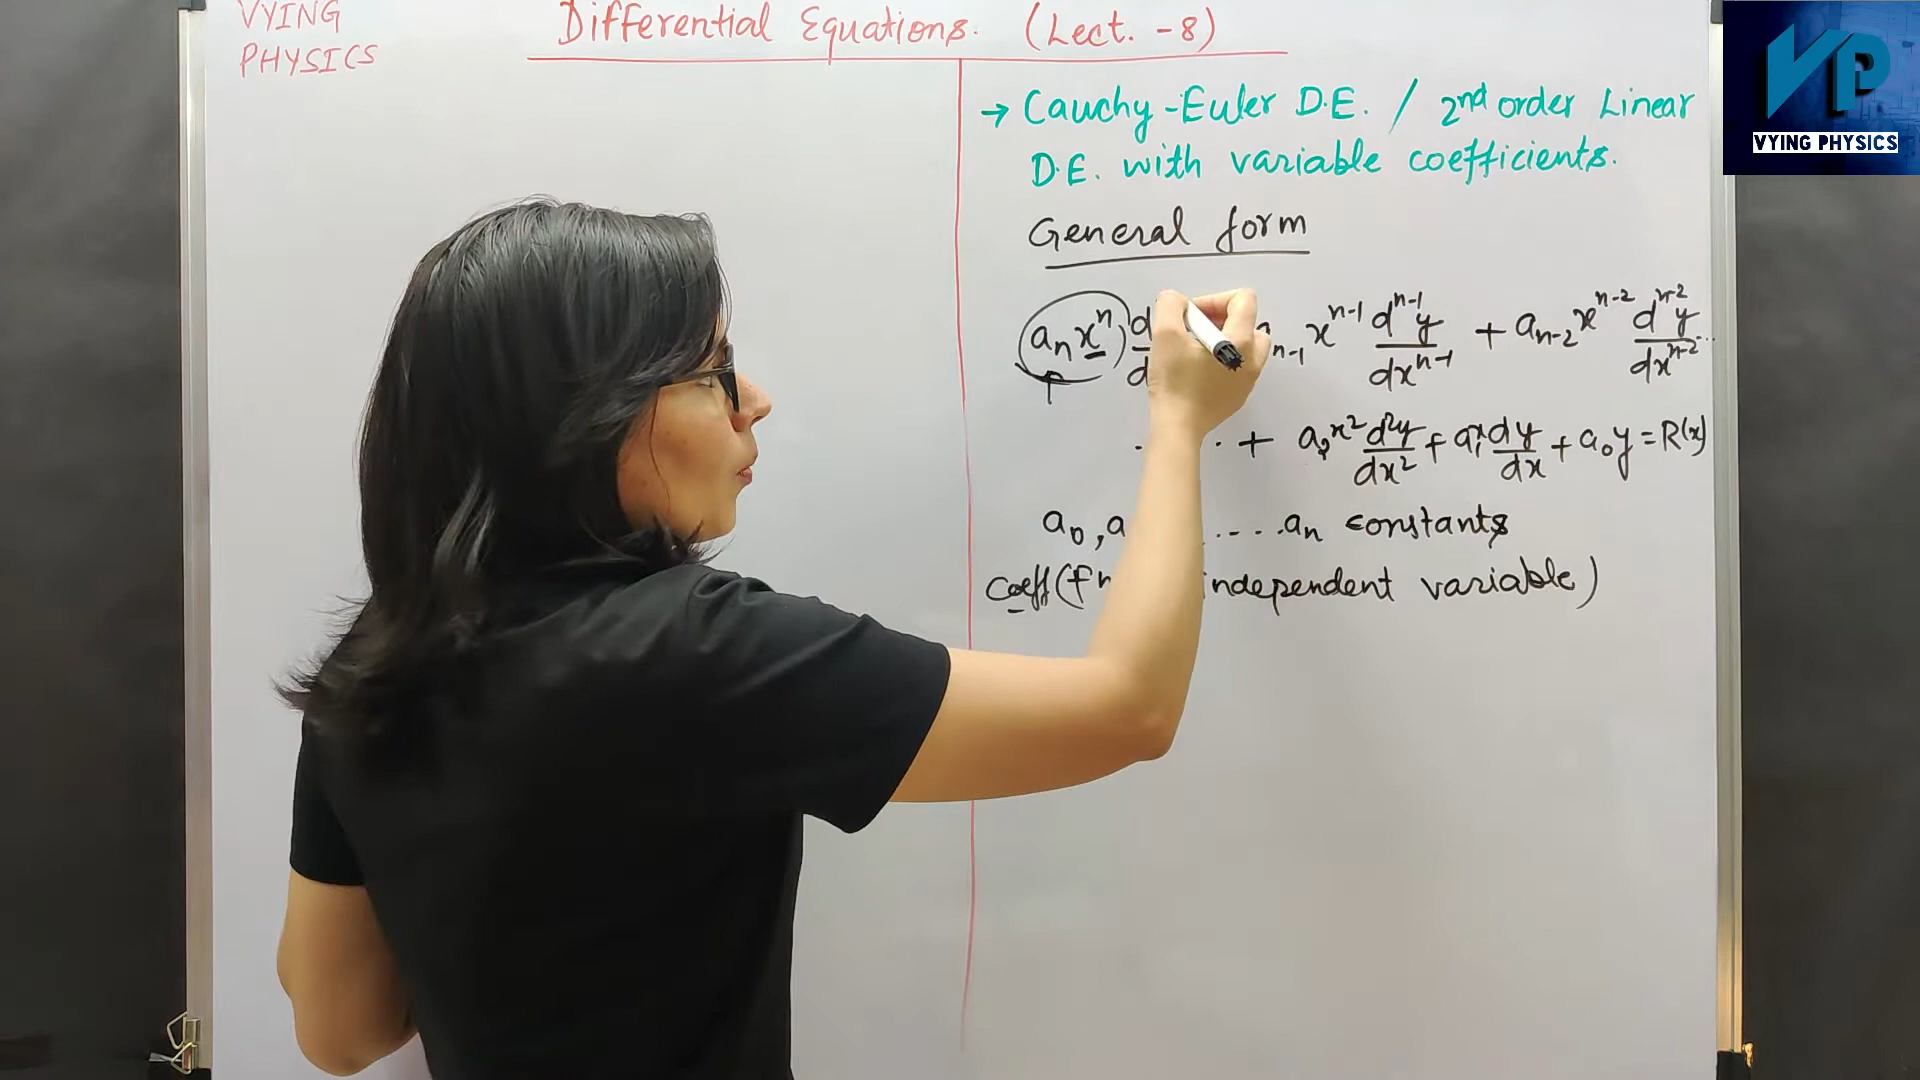 VYING
PHYSICS
Differential Equations. (Lect. -8)
VP
VYING PHYSICS
→ Cauchy-Euler D.E. / 2nd order Linear
D.E. with variable coefficients.
General form
aₙxⁿ d xⁿ⁻¹ dⁿ⁻¹y/dxⁿ⁻¹ + aₙ₋₂xⁿ⁻² dⁿ⁻²y/dxⁿ⁻² ..
+ a₂x² d²y/dx² + a₁x dy/dx + a₀y = R(x)
a₀, a ....aₙ constants
Coeff (fn independent variable)